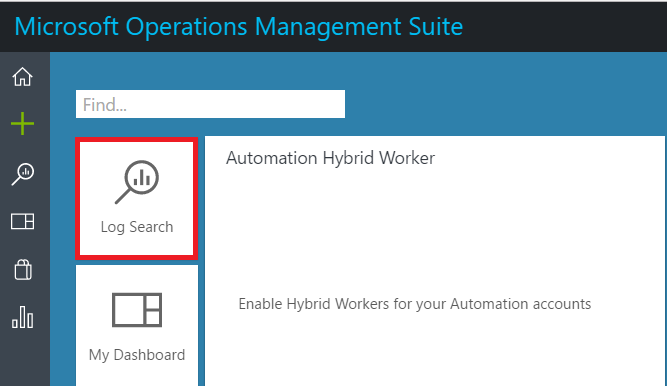 Microsoft Operations Management Suite
Find...
Log Search
Automation Hybrid Worker
Enable Hybrid Workers for your Automation accounts
My Dashboard